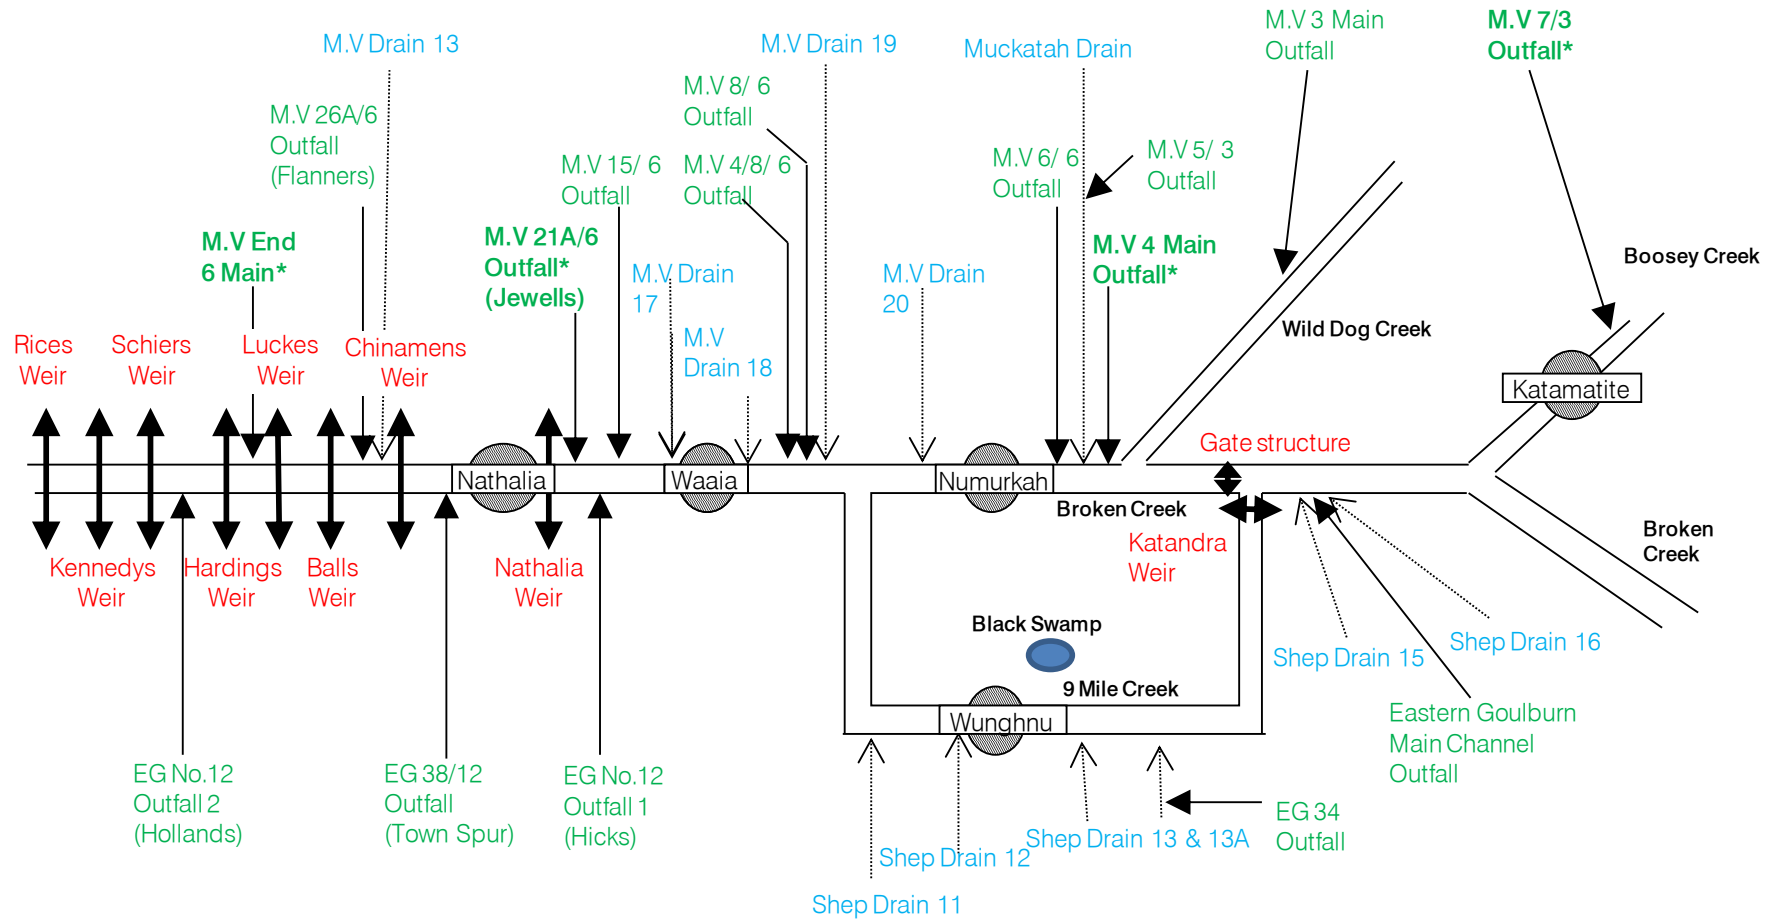 M.V 3 Main
Outfall
M.V 7/3
Outfall*
M.V Drain 13
M.V Drain 19
Muckatah Drain
M.V 8/ 6
Outfall
M.V 26A/6
Outfall
(Flanners)
M.V 15/ 6
Outfall
M.V 4/8/ 6
Outfall
M.V 6/ 6
Outfall
M.V 5/ 3
Outfall
M.V End
6 Main*
M.V 21A/6
Outfall*
(Jewells)
M.V Drain
17
M.V Drain
20
M.V 4 Main
Outfall*
Boosey Creek
Wild Dog Creek
Rices
Weir
Schiers
Weir
Luckes
Weir
Chinamens
Weir
M.V
Drain 18
Katamatite
Gate structure
Nathalia
Waaia
Numurkah
Broken Creek
Broken
Creek
Katandra
Weir
Kennedys
Weir
Hardings
Weir
Balls
Weir
Nathalia
Weir
Black Swamp
Shep Drain 15
Shep Drain 16
9 Mile Creek
Wunghnu
Eastern Goulburn
Main Channel
Outfall
EG No.12
Outfall 2
(Hollands)
EG 38/12
Outfall
(Town Spur)
EG No.12
Outfall 1
(Hicks)
EG 34
Outfall
Shep Drain 13 & 13A
Shep Drain 12
Shep Drain 11